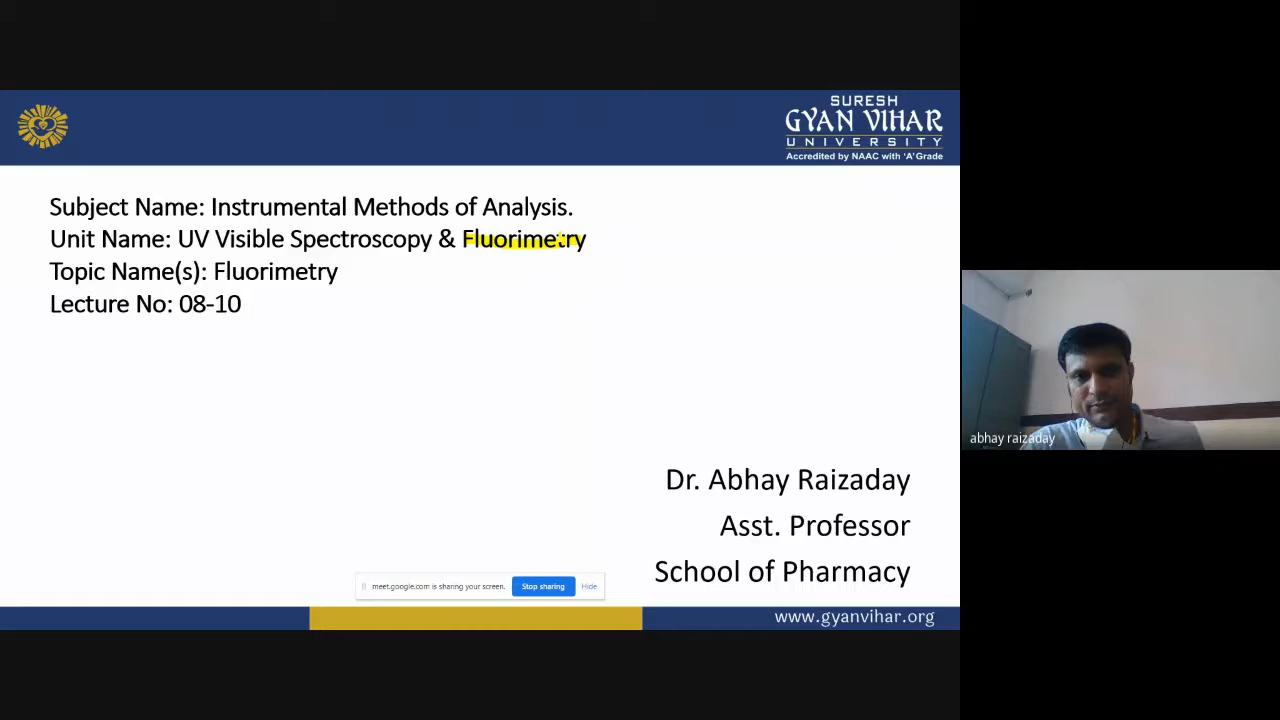 SURESH
GYAN VIHAR
UNIVERSITY
Accredited by NAAC with 'A' Grade
Subject Name: Instrumental Methods of Analysis.
Unit Name: UV Visible Spectroscopy & Fluorimetry
Topic Name(s): Fluorimetry
Lecture No: 08-10
abhay raizaday
Dr. Abhay Raizaday
Asst. Professor
School of Pharmacy
meet.google.com is sharing your screen. Stop sharing Hide
www.gyanvihar.org